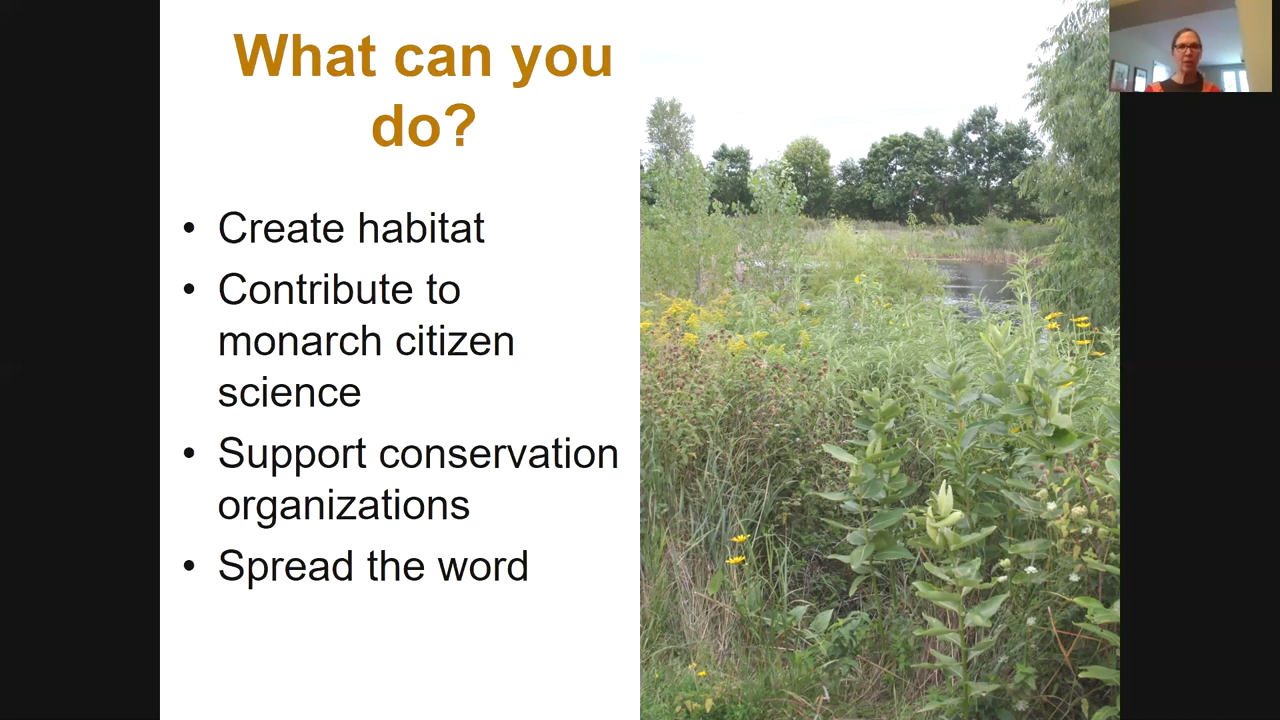 What can you
do?
• Create habitat
• Contribute to
monarch citizen
science
• Support conservation
organizations
• Spread the word